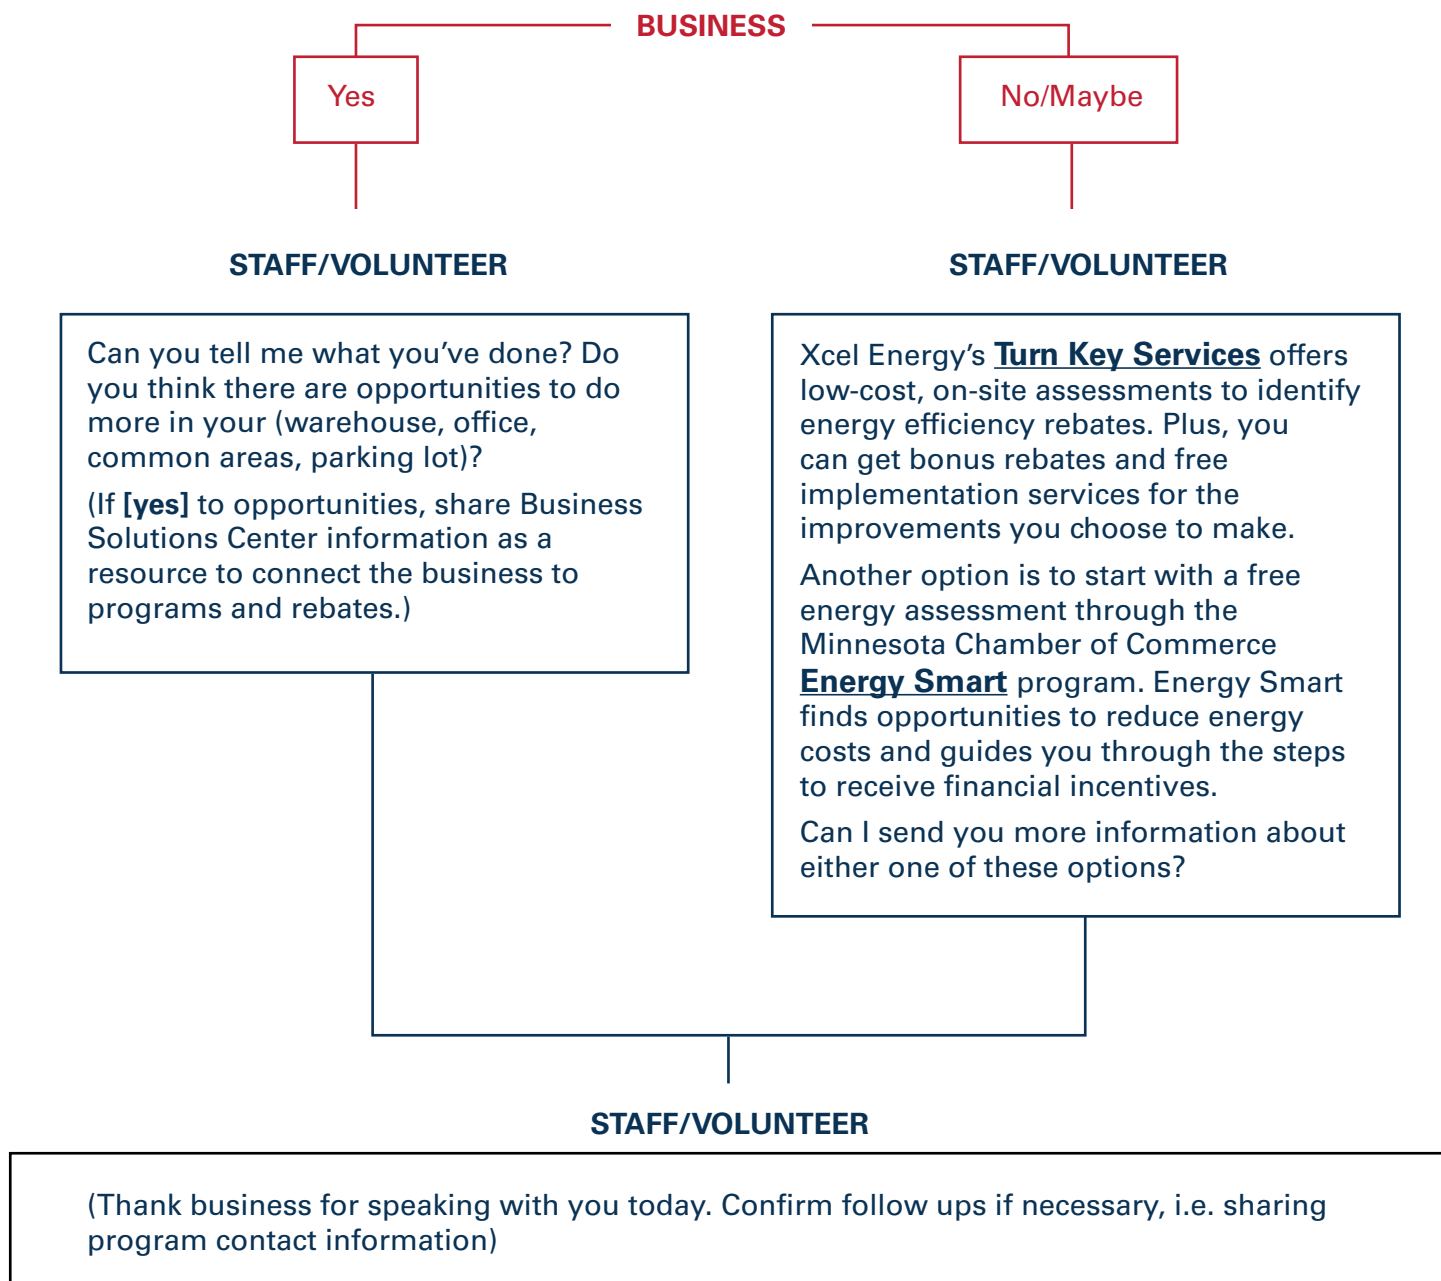 BUSINESS
Yes
No/Maybe
STAFF/VOLUNTEER
Can you tell me what you’ve done? Do
you think there are opportunities to do
more in your (warehouse, office,
common areas, parking lot)?
(If [yes] to opportunities, share Business
Solutions Center information as a
resource to connect the business to
programs and rebates.)
STAFF/VOLUNTEER
Xcel Energy’s Turn Key Services offers
low-cost, on-site assessments to identify
energy efficiency rebates. Plus, you
can get bonus rebates and free
implementation services for the
improvements you choose to make.
Another option is to start with a free
energy assessment through the
Minnesota Chamber of Commerce
Energy Smart program. Energy Smart
finds opportunities to reduce energy
costs and guides you through the steps
to receive financial incentives.
Can I send you more information about
either one of these options?
STAFF/VOLUNTEER
(Thank business for speaking with you today. Confirm follow ups if necessary, i.e. sharing
program contact information)